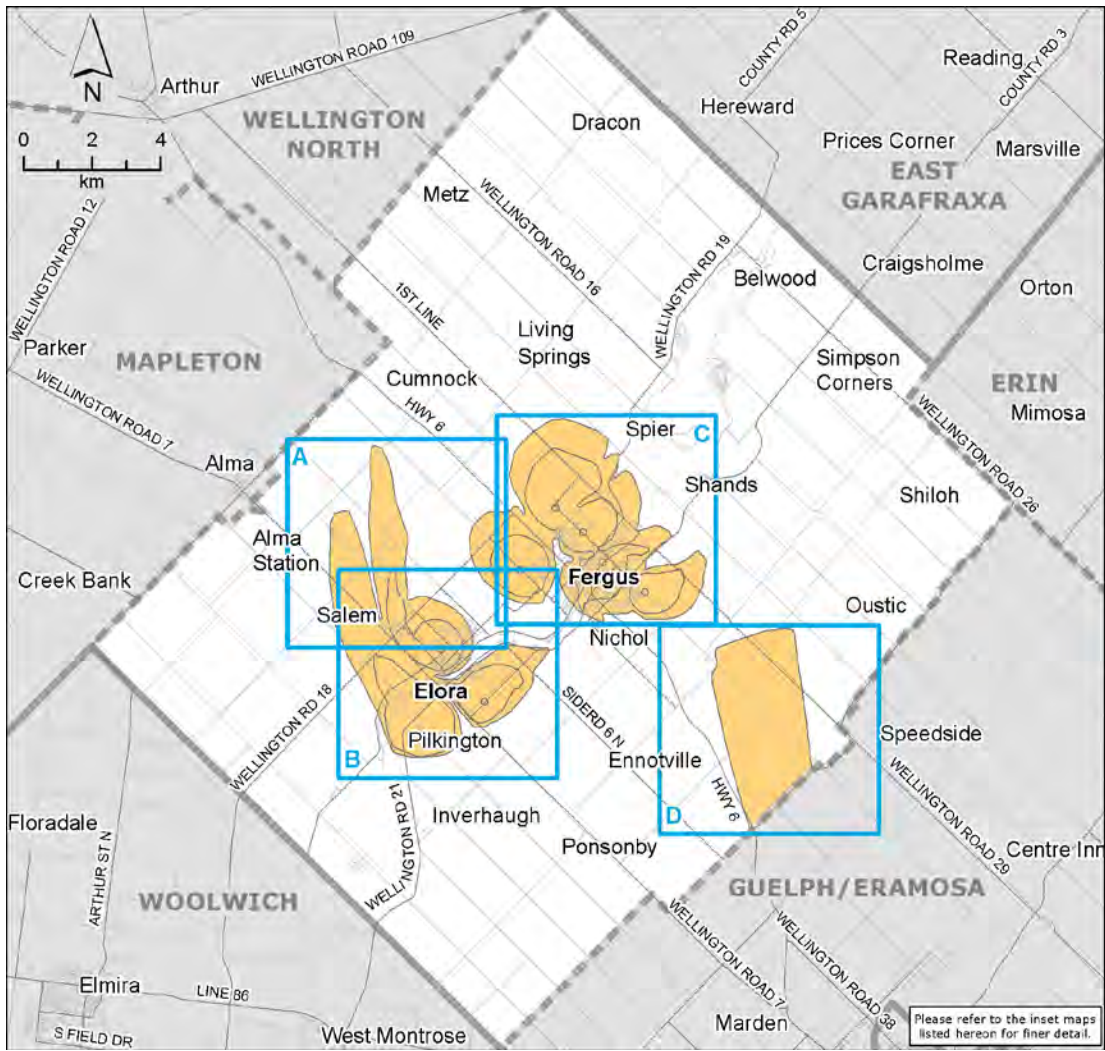 WELLINGTON ROAD 109
COUNTY RD 5
Reading
COUNTY RD 3
N
Arthur
Hereward
0 2 4
km
WELLINGTON
NORTH
Dracon
Prices Corner
Marsville
EAST
GARAFRAXA
Metz
WELLINGTON ROAD 12
WELLINGTON ROAD 16
WELLINGTON RD 19
Belwood
Craigsholme
Orton
1ST LINE
Living
Springs
Parker
MAPLETON
Simpson
Corners
ERIN
Mimosa
Cumnock
HWY 6
WELLINGTON ROAD 7
WELLINGTON ROAD 26
Spier
C
A
Alma
Shands
Shiloh
Alma
Station
Creek Bank
Fergus
Salem
Oustic
Nichol
Elora
WELLINGTON RD 18
SIDERD 6 N
Pilkington
B
Ennotville
HWY 6
D
Speedside
WELLINGTON RD 21
Inverhaugh
WELLINGTON ROAD 29
Floradale
ARTHUR ST N
Ponsonby
Centre Inn
WOOLWICH
GUELPH/ERAMOSA
Elmira
LINE 86
WELLINGTON ROAD 7
WELLINGTON ROAD 38
S FIELD DR
West Montrose
Marden
Please refer to the inset maps
listed hereon for finer detail.